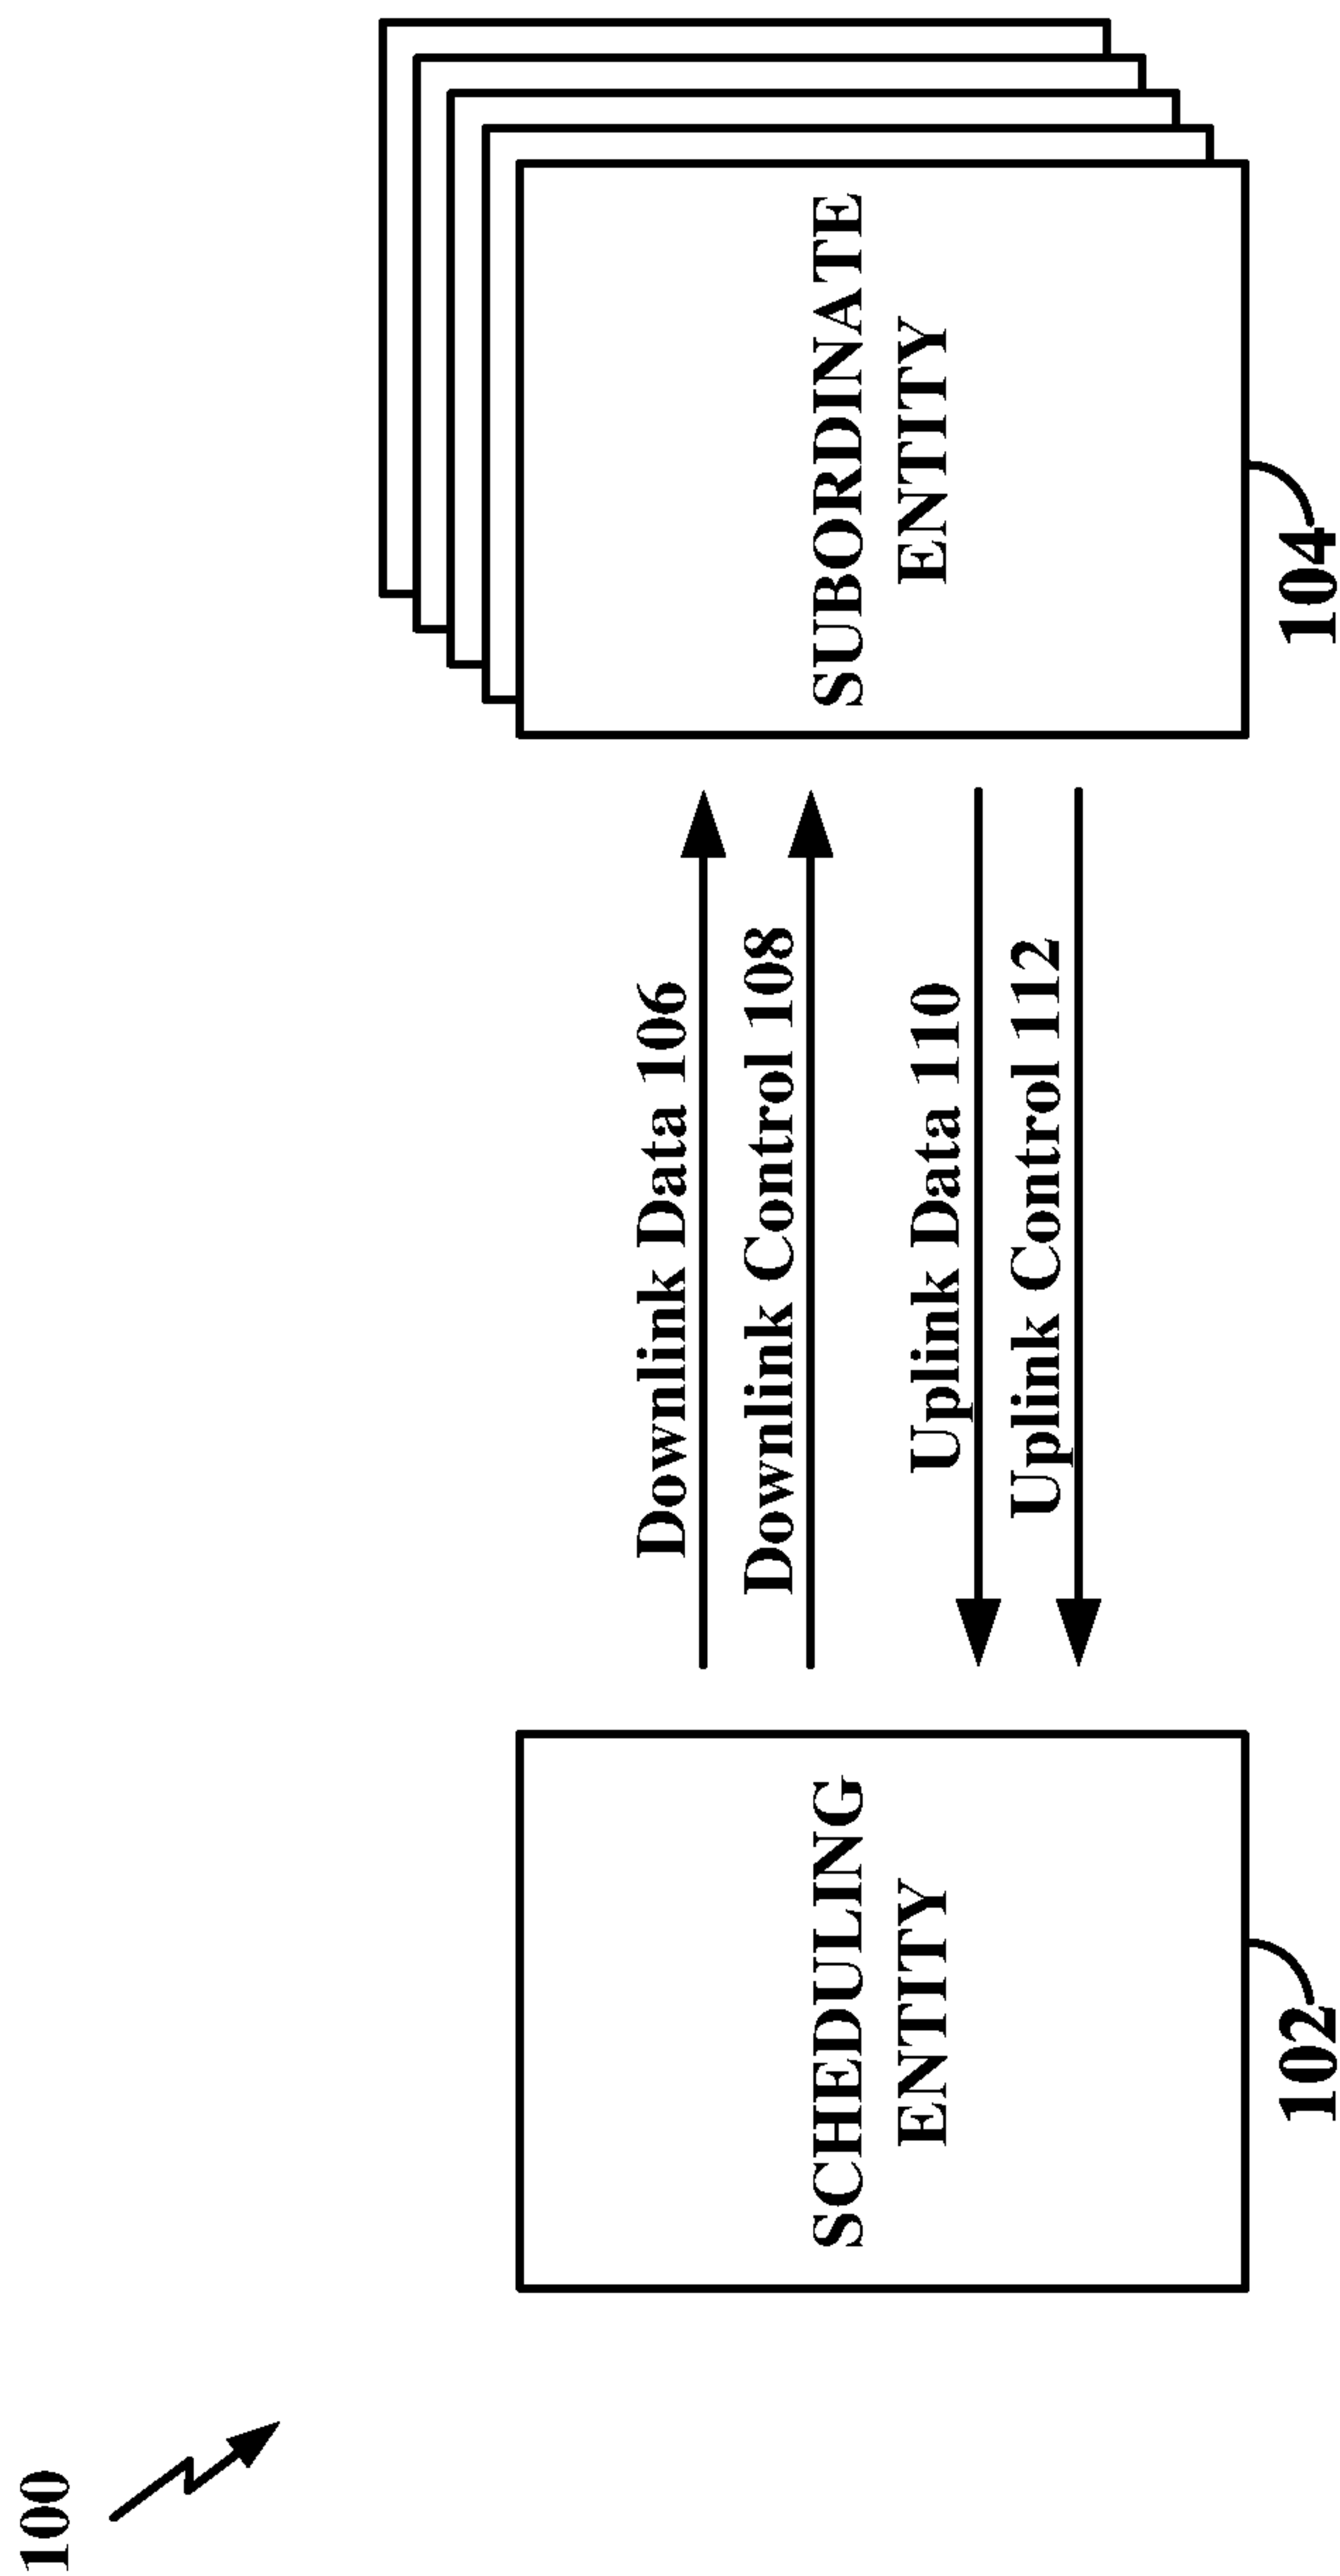 100
SCHEDULING
ENTITY
102
Downlink Data 106
Downlink Control 108
Uplink Data 110
Uplink Control 112
SUBORDINATE
ENTITY
104